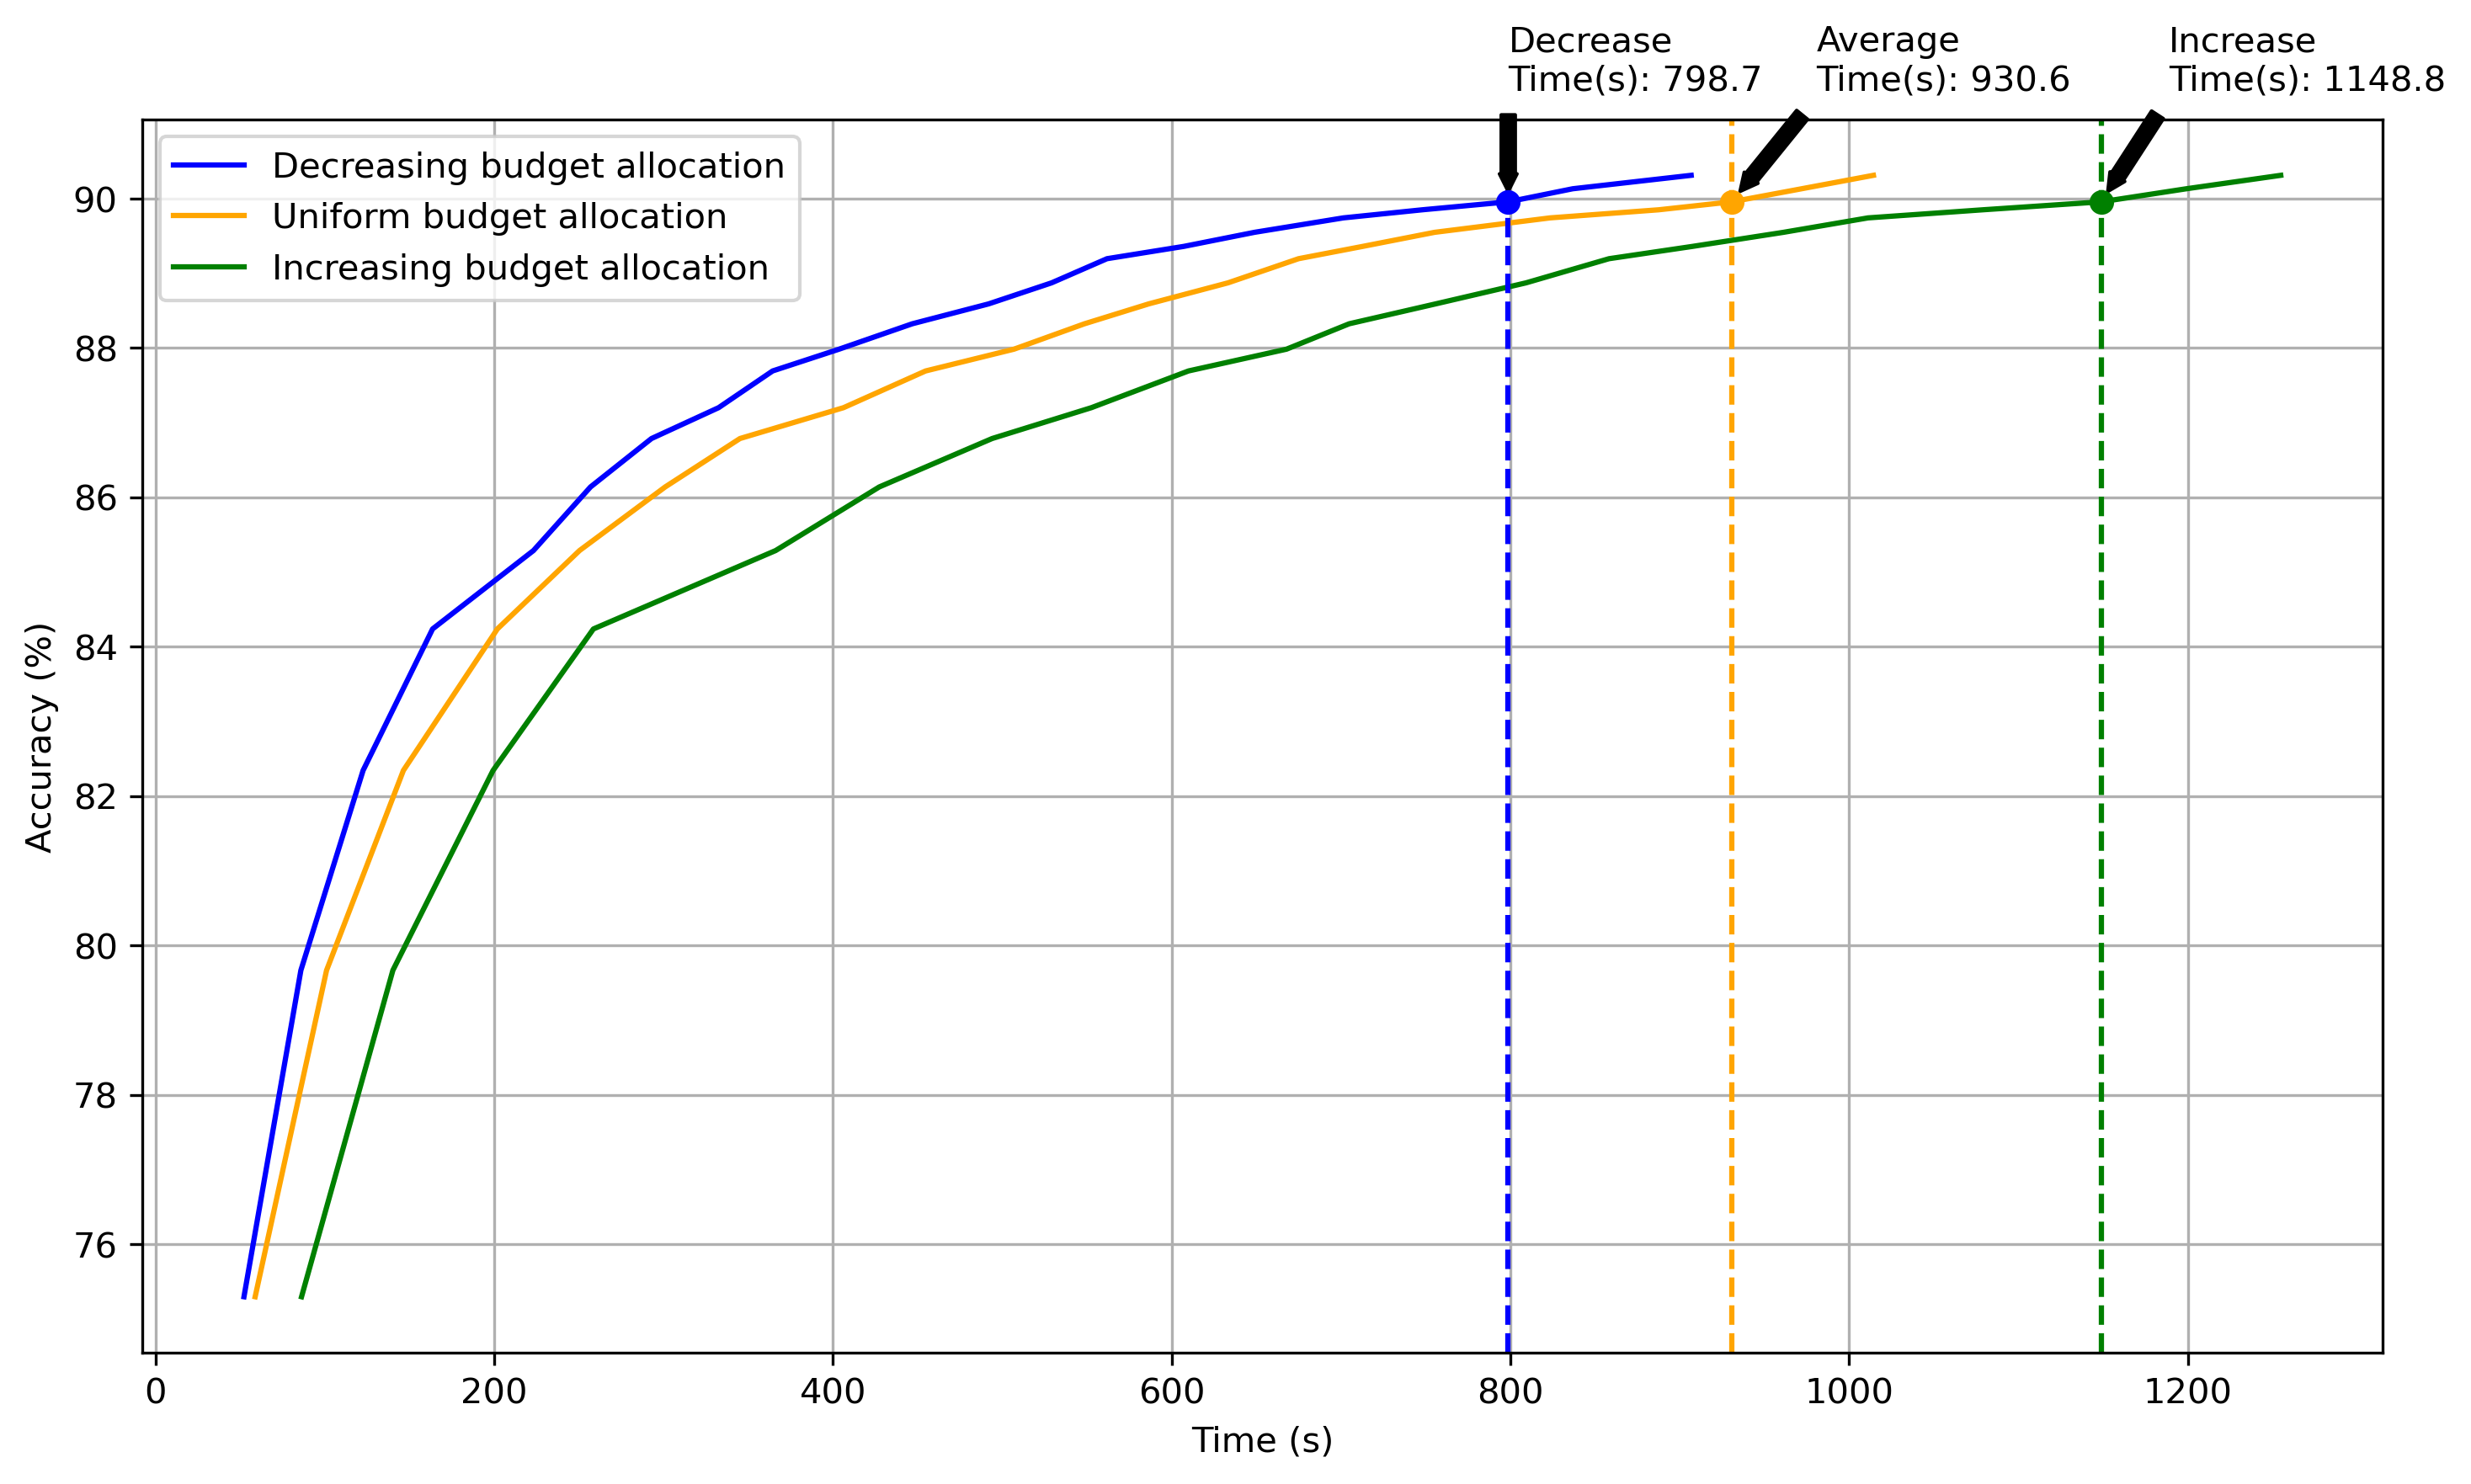 Decrease
Time(s): 798.7
Average
Time(s): 930.6
Increase
Time(s): 1148.8
Decreasing budget allocation
Uniform budget allocation
Increasing budget allocation
90
88
86
84
82
80
78
76
Accuracy (%)
0
200
400
600
800
1000
1200
Time (s)